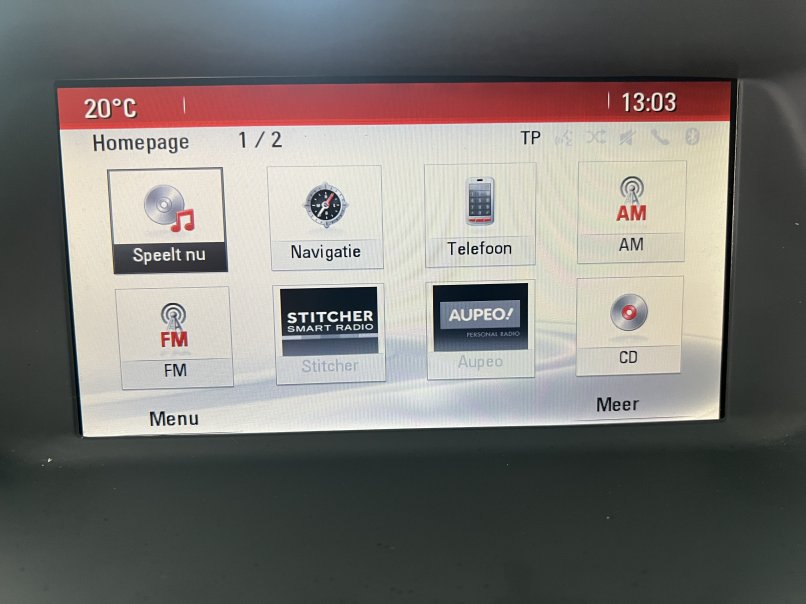 20°C 13:03
Homepage 1 / 2 TP
Speelt nu
Navigatie
Telefoon
AM
AM
FM
FM
STITCHER
SMART RADIO
Stitcher
AUPEO!
PERSONAL RADIO
Aupeo
CD
Menu Meer